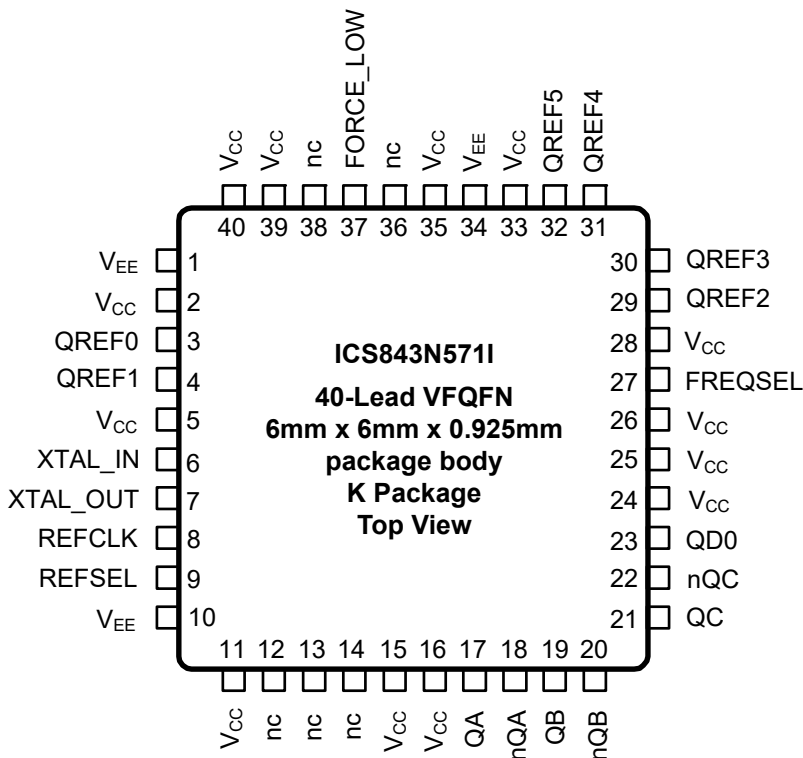 VCC VCC nc FORCE_LOW nc VCC VEE VCC QREF5 QREF4
40 39 38 37 36 35 34 33 32 31
VEE 1
VCC 2
QREF0 3
QREF1 4
VCC 5
XTAL_IN 6
XTAL_OUT 7
REFCLK 8
REFSEL 9
VEE 10
ICS843N571I
40-Lead VFQFN
6mm x 6mm x 0.925mm
package body
K Package
Top View
30 QREF3
29 QREF2
28 VCC
27 FREQSEL
26 VCC
25 VCC
24 VCC
23 QD0
22 nQC
21 QC
11 12 13 14 15 16 17 18 19 20
VCC nc nc nc VCC VCC QA nQA QB nQB